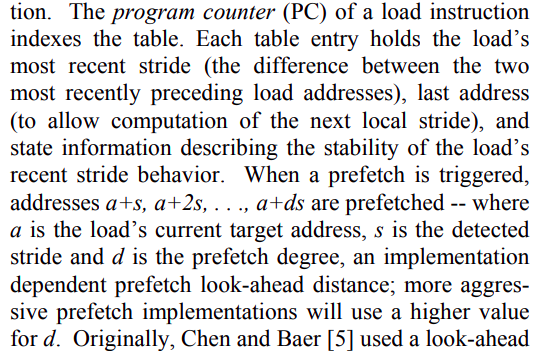 tion. The program counter (PC) of a load instruction
indexes the table. Each table entry holds the load’s
most recent stride (the difference between the two
most recently preceding load addresses), last address
(to allow computation of the next local stride), and
state information describing the stability of the load’s
recent stride behavior. When a prefetch is triggered,
addresses a+s, a+2s, . . ., a+ds are prefetched -- where
a is the load’s current target address, s is the detected
stride and d is the prefetch degree, an implementation
dependent prefetch look-ahead distance; more aggres-
sive prefetch implementations will use a higher value
for d. Originally, Chen and Baer [5] used a look-ahead